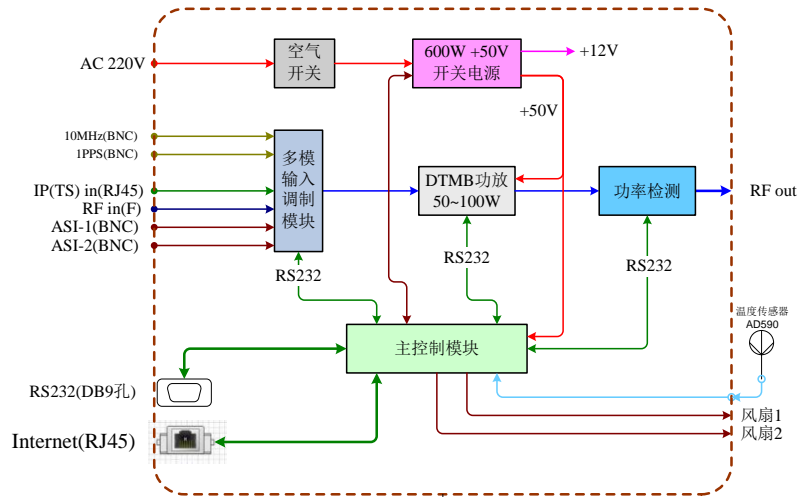 AC 220V
空气
开关
600W +50V
开关电源
+12V
+50V
10MHz(BNC)
1PPS(BNC)
IP(TS) in(RJ45)
RF in(F)
ASI-1(BNC)
ASI-2(BNC)
多模
输入
调制
模块
DTMB功放
50~100W
功率检测
RF out
RS232
RS232
RS232
温度传感器
AD590
主控制模块
RS232(DB9孔)
Internet(RJ45)
风扇1
风扇2